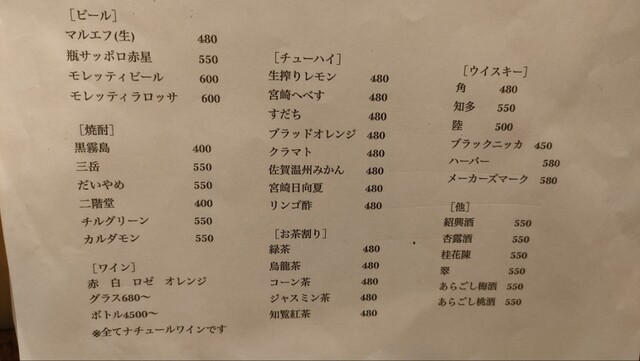 [ビール]
マルエフ(生) 480
瓶サッポロ赤星 550
モレッティビール 600
モレッティラロッサ 600
[焼酎]
黒霧島 400
三岳 550
だいやめ 550
二階堂 400
チルグリーン 550
カルダモン 550
[ワイン]
赤 白 ロゼ オレンジ
グラス680〜
ボトル4500〜
※全てナチュールワインです
[チューハイ]
生搾りレモン 480
宮崎へべす 480
すだち 480
ブラッドオレンジ 480
クラマト 480
佐賀温州みかん 480
宮崎日向夏 480
リンゴ酢 480
[お茶割り]
緑茶 480
烏龍茶 480
コーン茶 480
ジャスミン茶 480
知覧紅茶 480
[ウイスキー]
角 480
知多 550
陸 500
ブラックニッカ 450
ハーパー 580
メーカーズマーク 580
[他]
紹興酒 550
杏露酒 550
桂花陳 550
翠 550
あらごし梅酒 550
あらごし桃酒 550